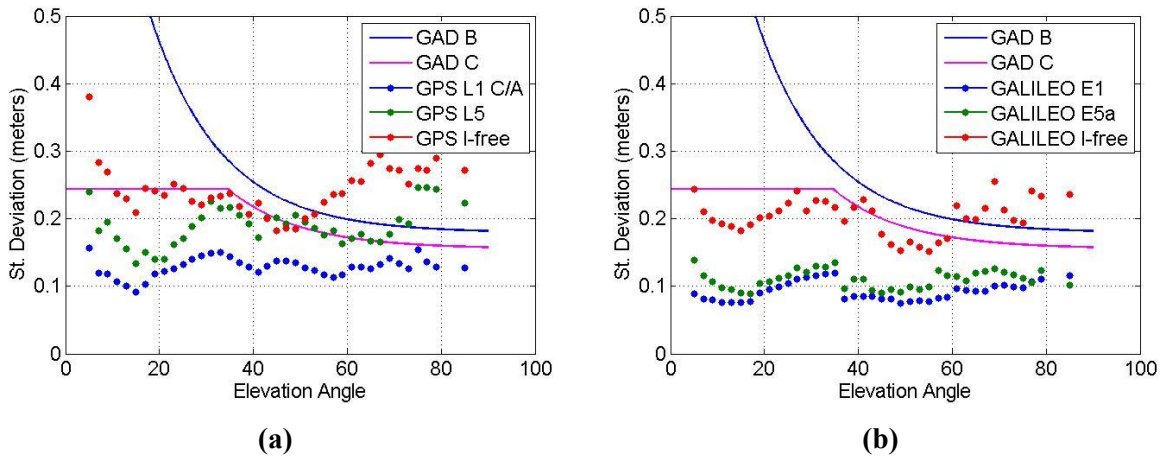 0.5
0.4
0.3
0.2
0.1
0
St. Deviation (meters)
0 20 40 60 80 100
Elevation Angle
GAD B
GAD C
GPS L1 C/A
GPS L5
GPS I-free
(a)
0.5
0.4
0.3
0.2
0.1
0
St. Deviation (meters)
0 20 40 60 80 100
Elevation Angle
GAD B
GAD C
GALILEO E1
GALILEO E5a
GALILEO I-free
(b)